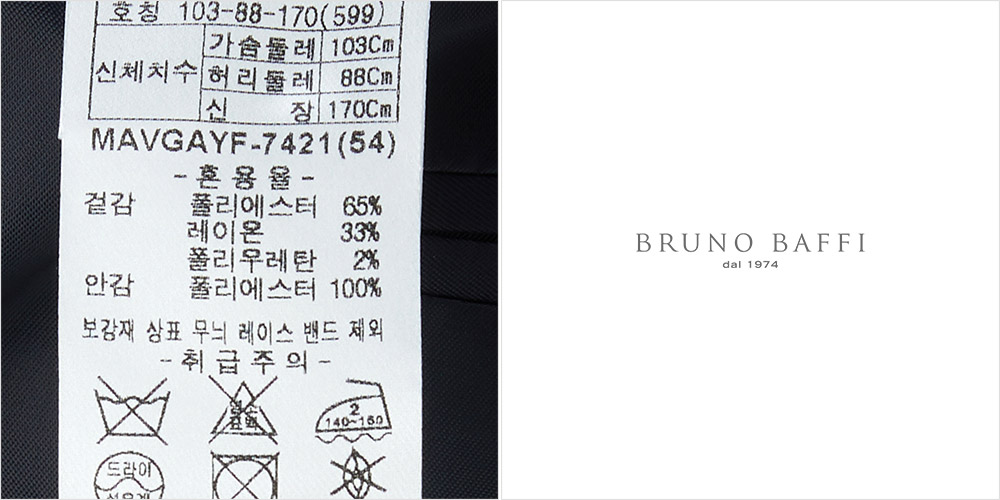 호칭 103-88-170(599)
신체치수
가슴둘레 103Cm
허리둘레 88Cm
신 장 170Cm
MAVGAYF-7421(54)
-혼용율-
겉감 폴리에스터 65%
레이온 33%
폴리우레탄 2%
안감 폴리에스터 100%
보강재 상표 무늬 레이스 밴드 제외
-취급주의-
염소
표백
2
140~160
드라이
BRUNO BAFFI
dal 1974